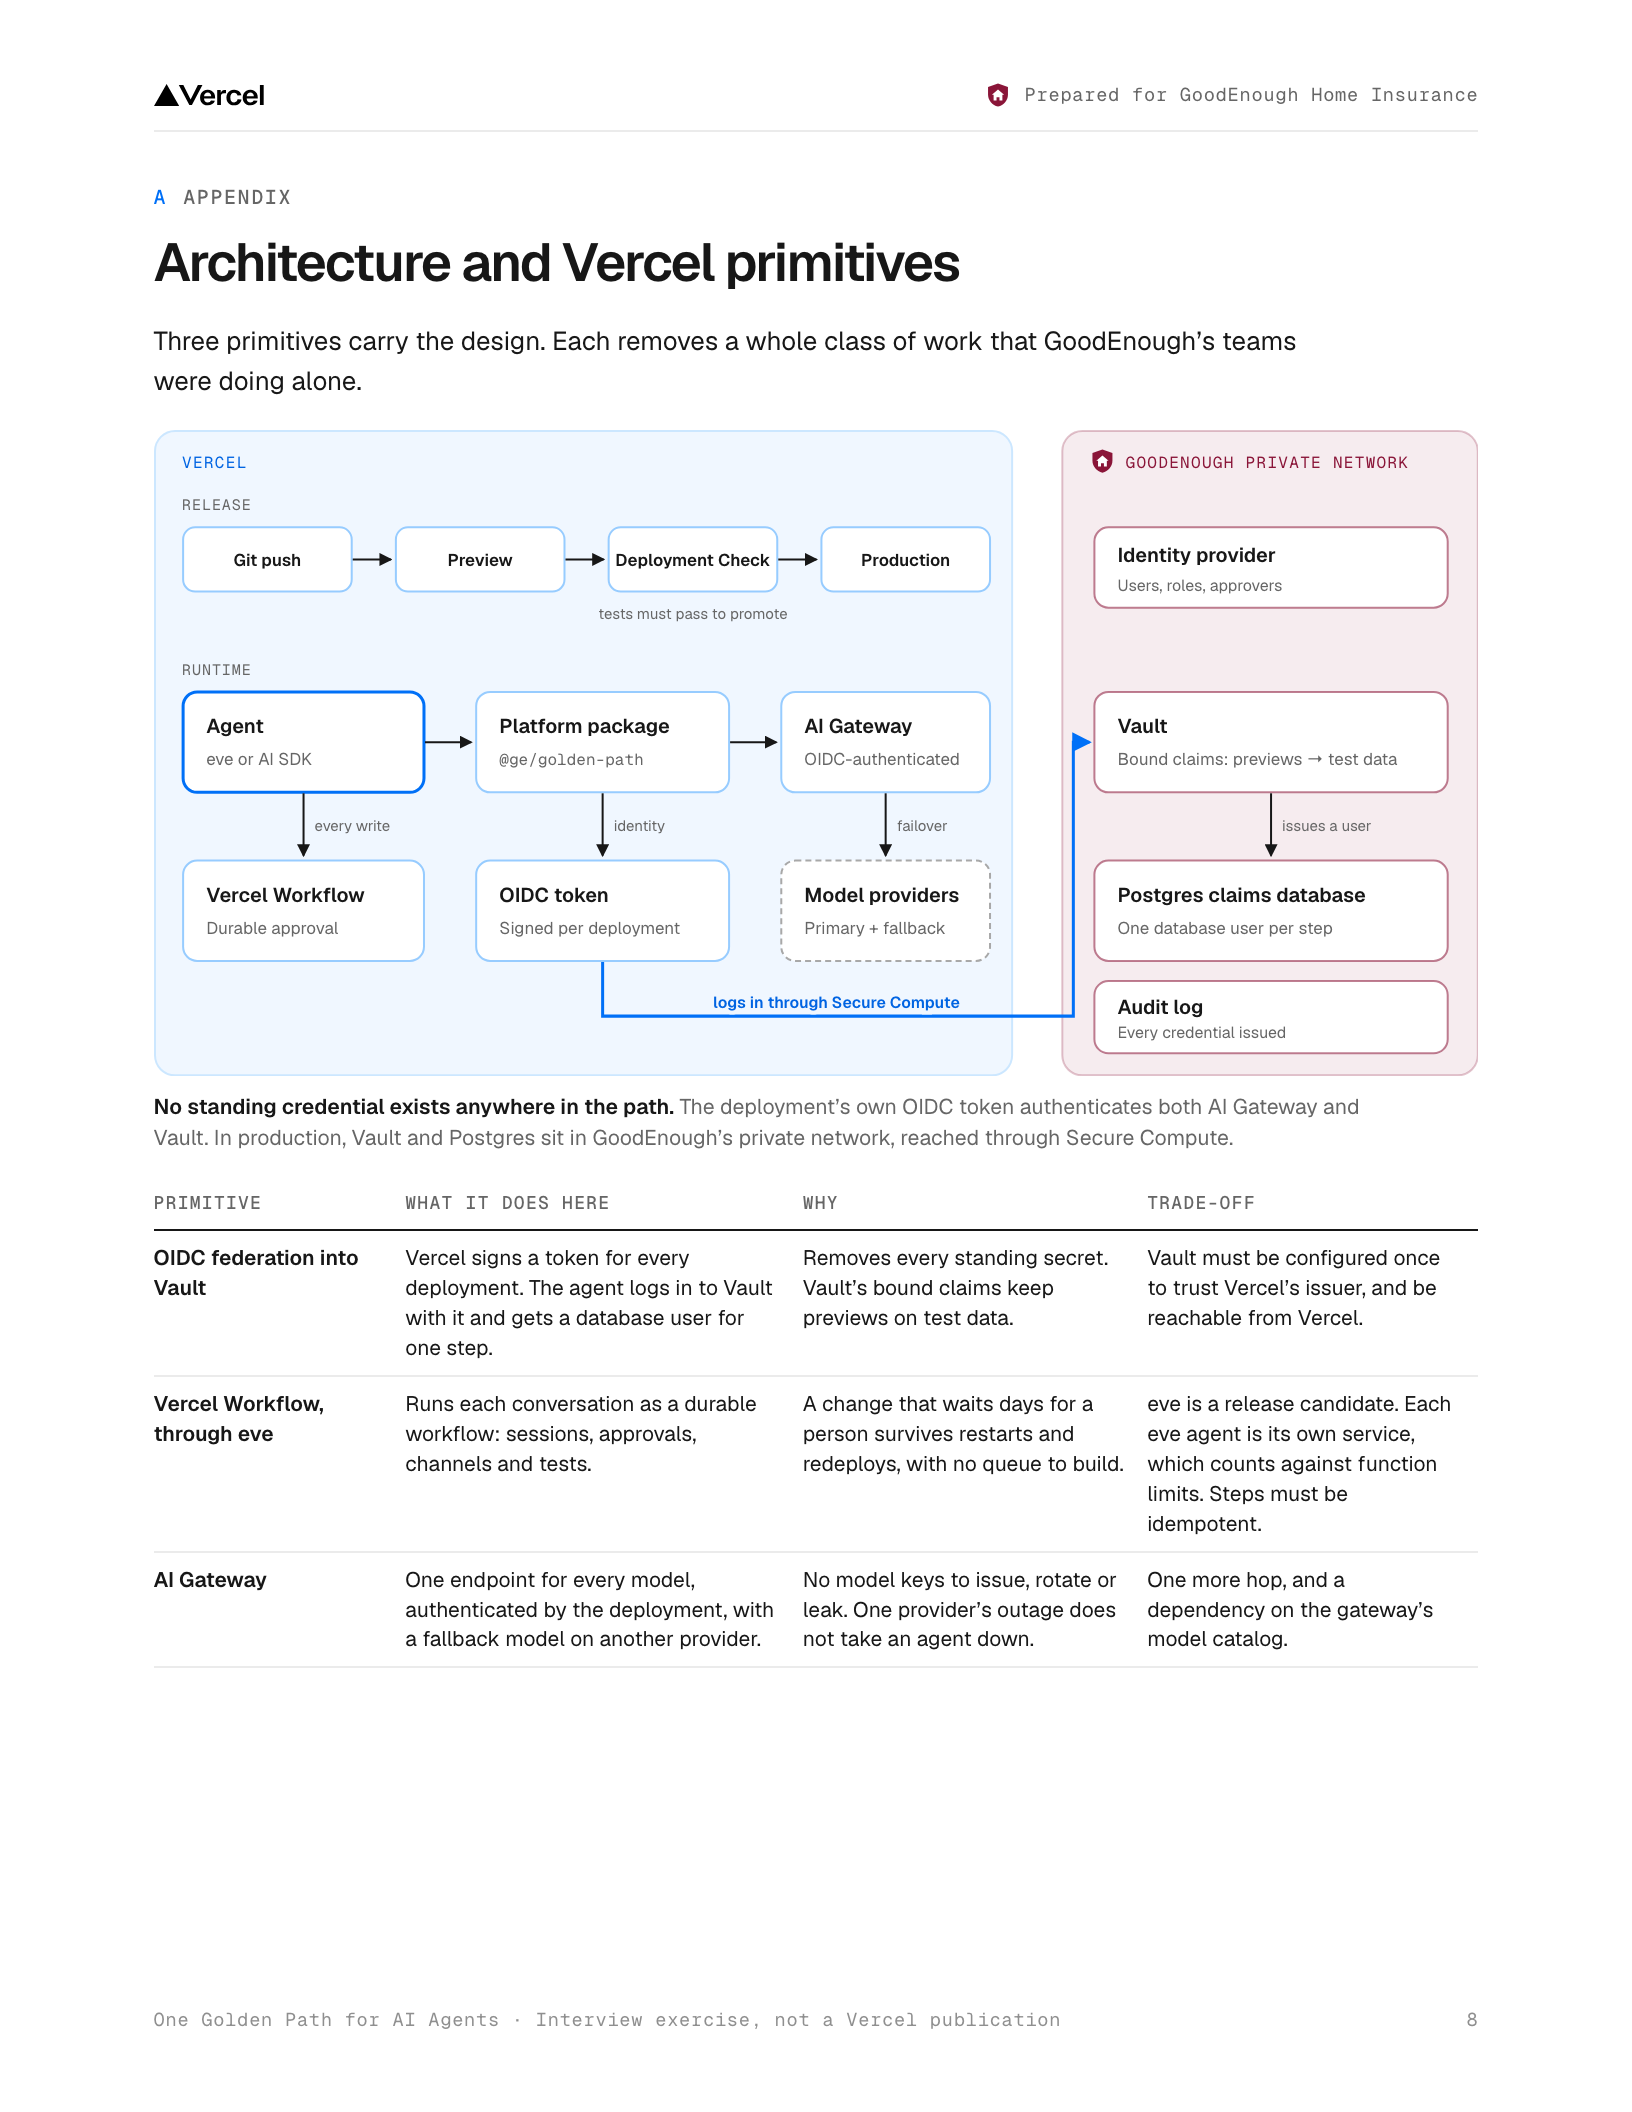 Vercel
Prepared for GoodEnough Home Insurance
A APPENDIX
Architecture and Vercel primitives
Three primitives carry the design. Each removes a whole class of work that GoodEnough’s teams
were doing alone.
VERCEL
RELEASE
Git push
Preview
Deployment Check
Production
tests must pass to promote
RUNTIME
Agent
eve or AI SDK
Platform package
@ge/golden-path
AI Gateway
OIDC-authenticated
every write
identity
failover
Vercel Workflow
Durable approval
OIDC token
Signed per deployment
Model providers
Primary + fallback
logs in through Secure Compute
GOODENOUGH PRIVATE NETWORK
Identity provider
Users, roles, approvers
Vault
Bound claims: previews → test data
issues a user
Postgres claims database
One database user per step
Audit log
Every credential issued
No standing credential exists anywhere in the path. The deployment’s own OIDC token authenticates both AI Gateway and
Vault. In production, Vault and Postgres sit in GoodEnough’s private network, reached through Secure Compute.
PRIMITIVE
WHAT IT DOES HERE
WHY
TRADE-OFF
OIDC federation into
Vault
Vercel signs a token for every
deployment. The agent logs in to Vault
with it and gets a database user for
one step.
Removes every standing secret.
Vault’s bound claims keep
previews on test data.
Vault must be configured once
to trust Vercel’s issuer, and be
reachable from Vercel.
Vercel Workflow,
through eve
Runs each conversation as a durable
workflow: sessions, approvals,
channels and tests.
A change that waits days for a
person survives restarts and
redeploys, with no queue to build.
eve is a release candidate. Each
eve agent is its own service,
which counts against function
limits. Steps must be
idempotent.
AI Gateway
One endpoint for every model,
authenticated by the deployment, with
a fallback model on another provider.
No model keys to issue, rotate or
leak. One provider’s outage does
not take an agent down.
One more hop, and a
dependency on the gateway’s
model catalog.
One Golden Path for AI Agents · Interview exercise, not a Vercel publication
8